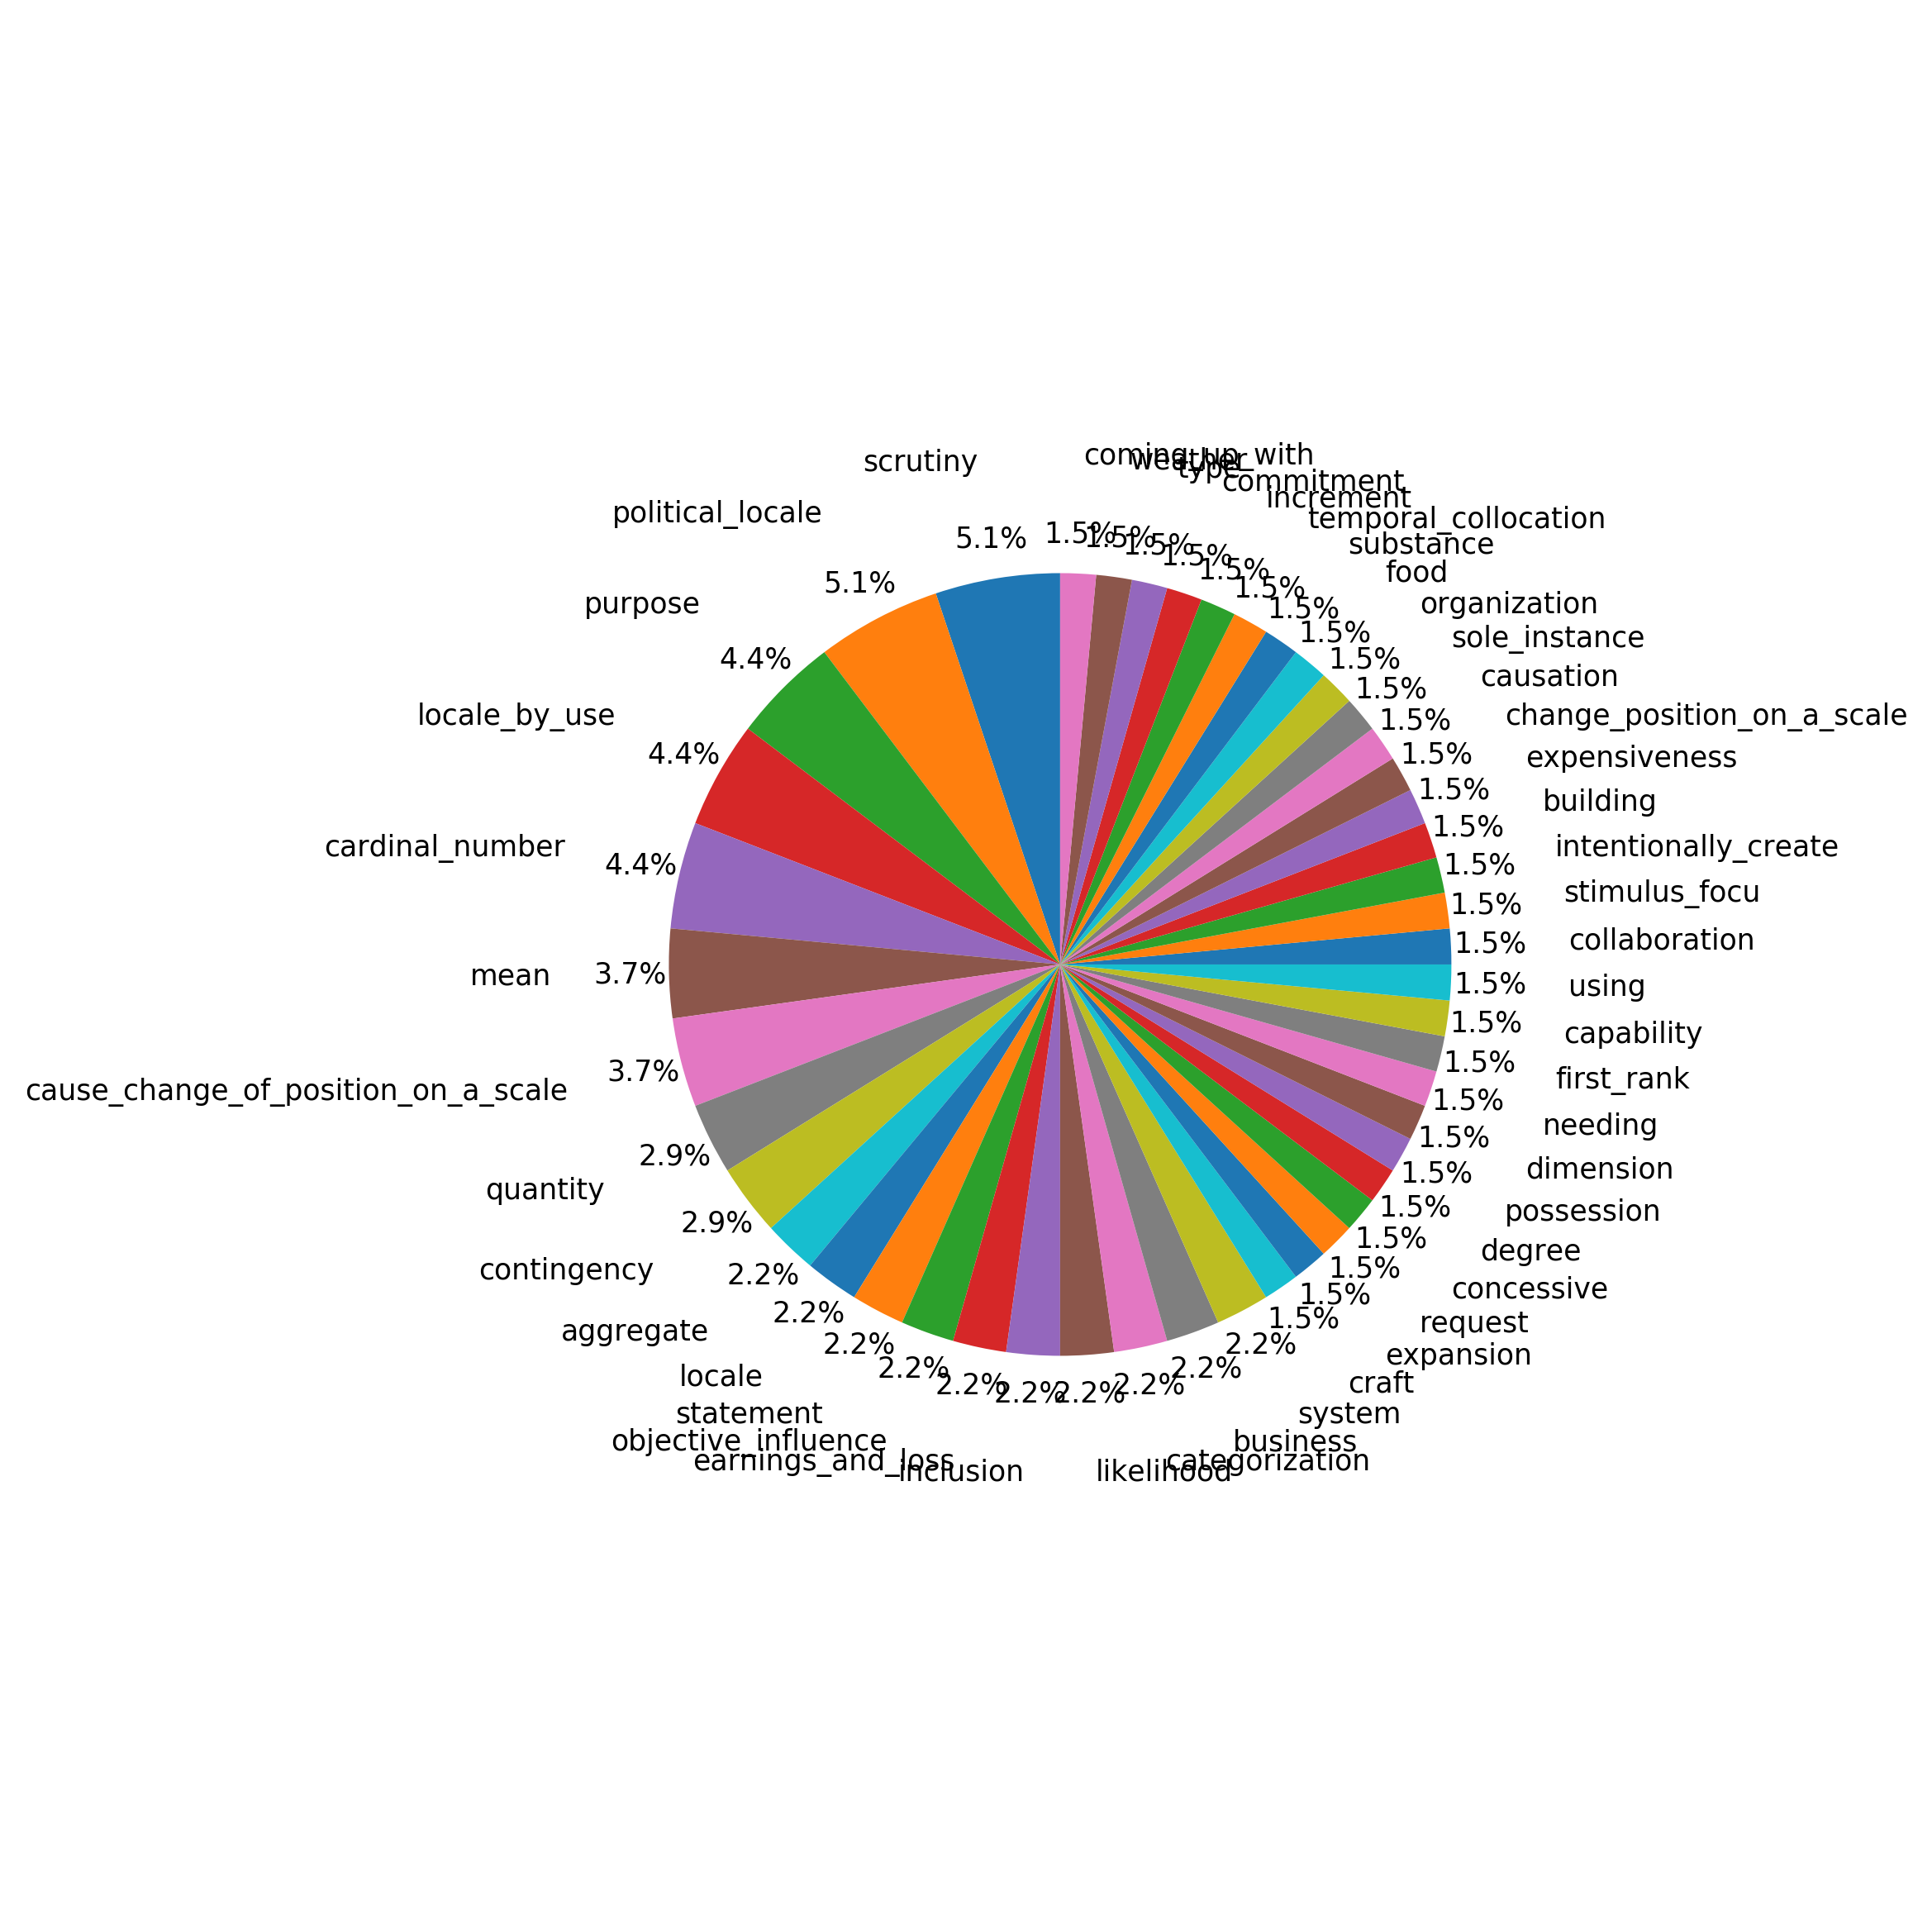 scrutiny
5.1%
political_locale
5.1%
purpose
4.4%
locale_by_use
4.4%
cardinal_number
4.4%
mean
3.7%
cause_change_of_position_on_a_scale
3.7%
quantity
2.9%
contingency
2.9%
aggregate
2.2%
locale
2.2%
statement
2.2%
objective_influence
2.2%
earnings_and_loss
2.2%
inclusion
2.2%
likelihood
2.2%
categorization
2.2%
business
2.2%
system
2.2%
craft
1.5%
expansion
1.5%
request
1.5%
concessive
1.5%
degree
1.5%
possession
1.5%
dimension
1.5%
needing
1.5%
first_rank
1.5%
capability
1.5%
using
1.5%
collaboration
1.5%
stimulus_focu
1.5%
intentionally_create
1.5%
building
1.5%
expensiveness
1.5%
change_position_on_a_scale
1.5%
causation
1.5%
sole_instance
1.5%
organization
1.5%
food
1.5%
substance
1.5%
temporal_collocation
1.5%
increment
1.5%
commitment
1.5%
type
1.5%
weather
1.5%
coming_up_with
1.5%